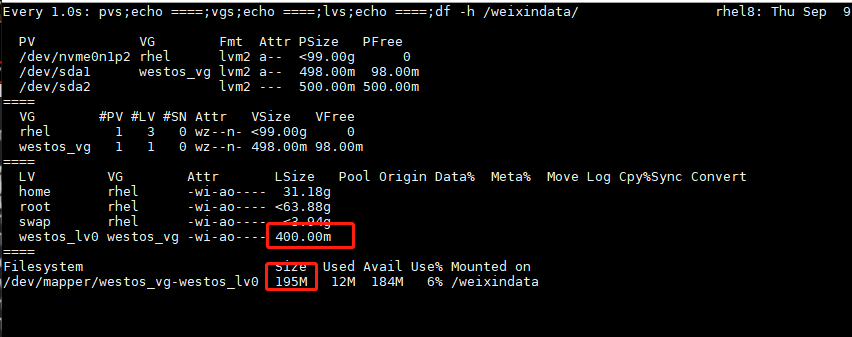 Every 1.0s: pvs;echo ====;vgs;echo ====;lvs;echo ====;df -h /weixindata/ rhel8: Thu Sep 9
PV VG Fmt Attr PSize PFree
/dev/nvme0n1p2 rhel lvm2 a-- <99.00g 0
/dev/sda1 westos_vg lvm2 a-- 498.00m 98.00m
/dev/sda2 lvm2 --- 500.00m 500.00m
====
VG #PV #LV #SN Attr VSize VFree
rhel 1 3 0 wz--n- <99.00g 0
westos_vg 1 1 0 wz--n- 498.00m 98.00m
====
LV VG Attr LSize Pool Origin Data% Meta% Move Log Cpy%Sync Convert
home rhel -wi-ao---- 31.18g
root rhel -wi-ao---- <63.88g
swap rhel -wi-ao---- <3.94g
westos_lv0 westos_vg -wi-ao---- 400.00m
====
Filesystem Size Used Avail Use% Mounted on
/dev/mapper/westos_vg-westos_lv0 195M 12M 184M 6% /weixindata